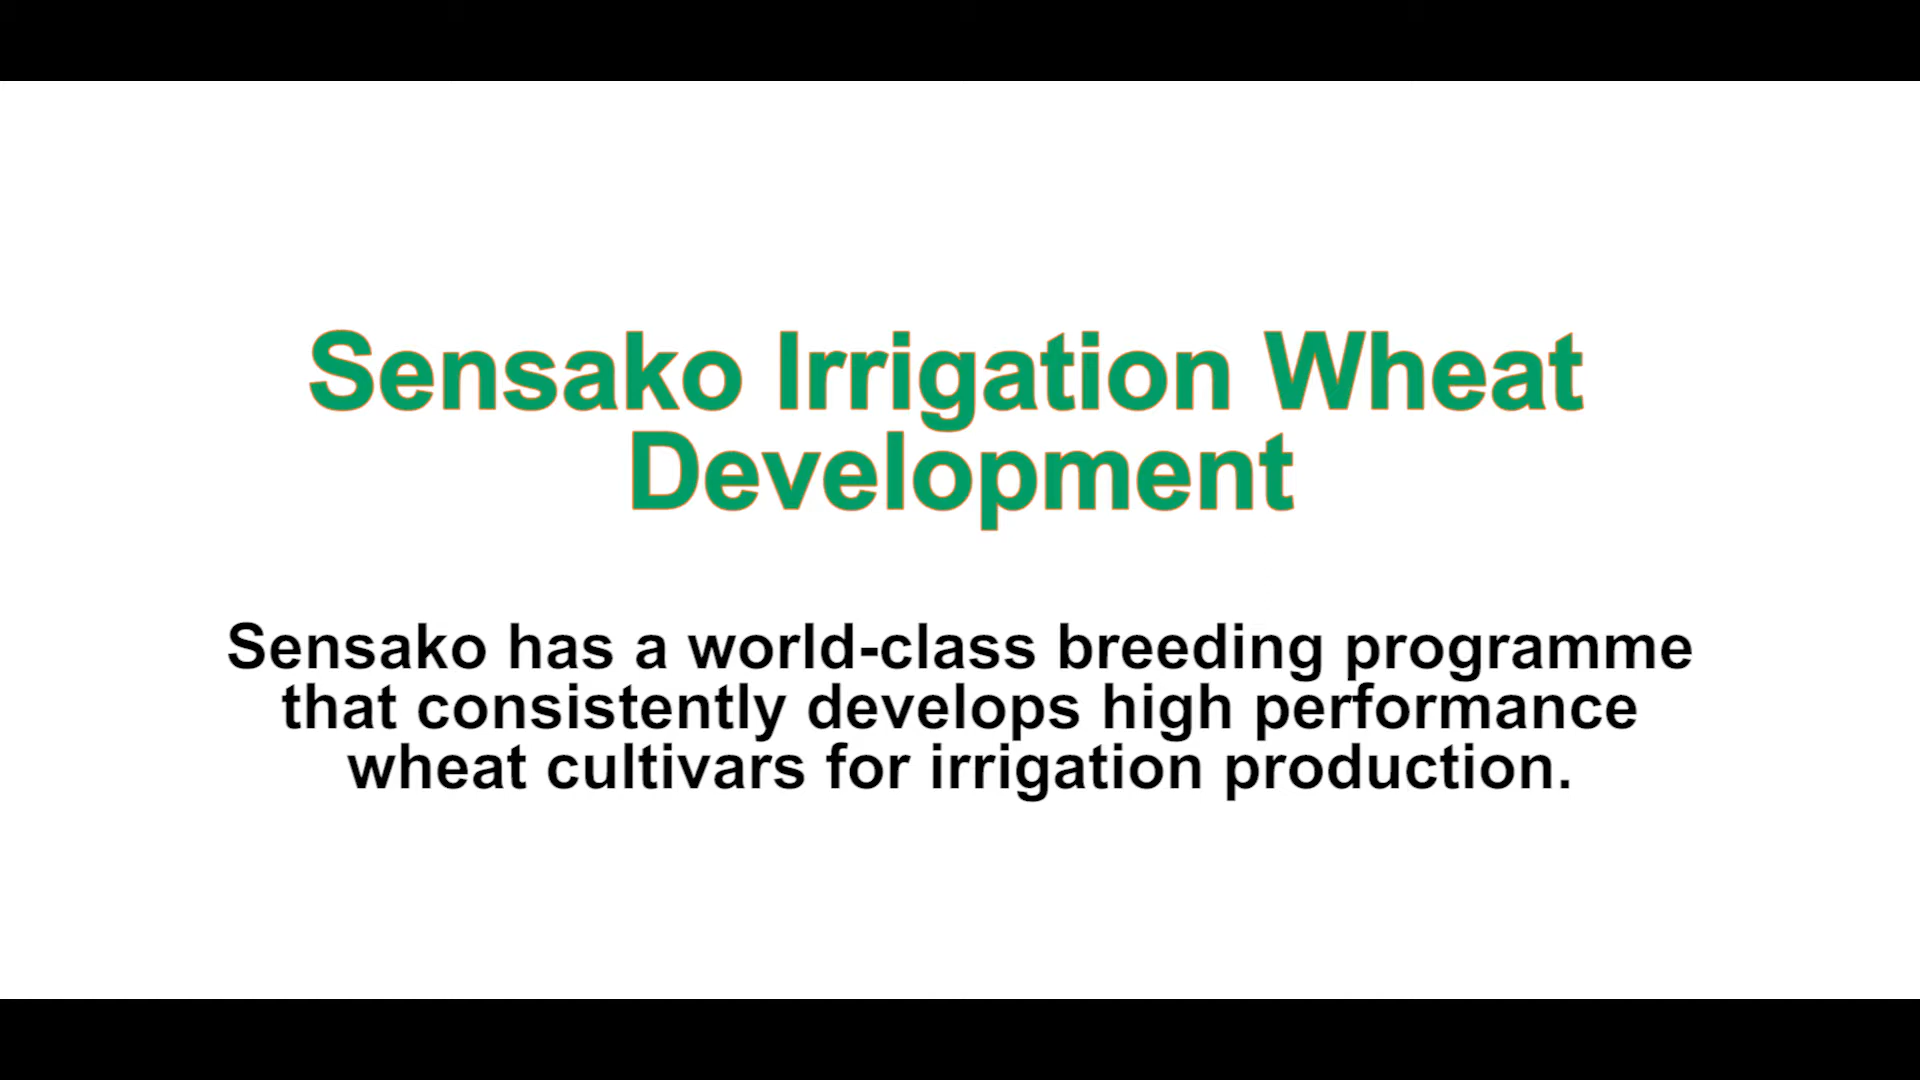 Sensako Irrigation Wheat
Development
Sensako has a world-class breeding programme
that consistently develops high performance
wheat cultivars for irrigation production.